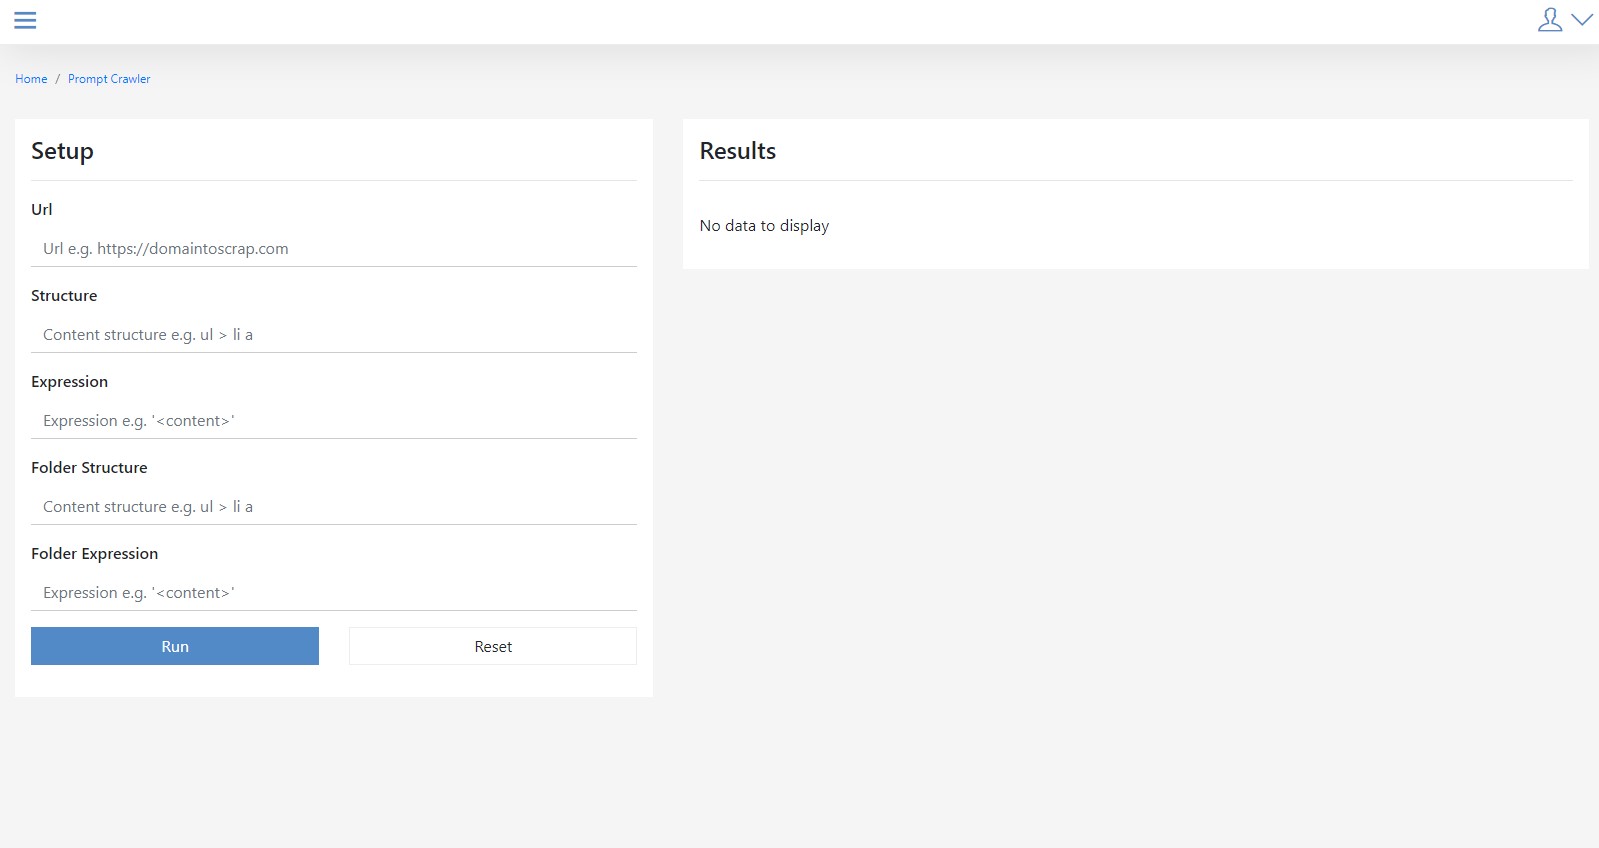 Home / Prompt Crawler
Setup
Url
Url e.g. https://domaintoscrap.com
Structure
Content structure e.g. ul > li a
Expression
Expression e.g. '<content>'
Folder Structure
Content structure e.g. ul > li a
Folder Expression
Expression e.g. '<content>'
Run
Reset
Results
No data to display